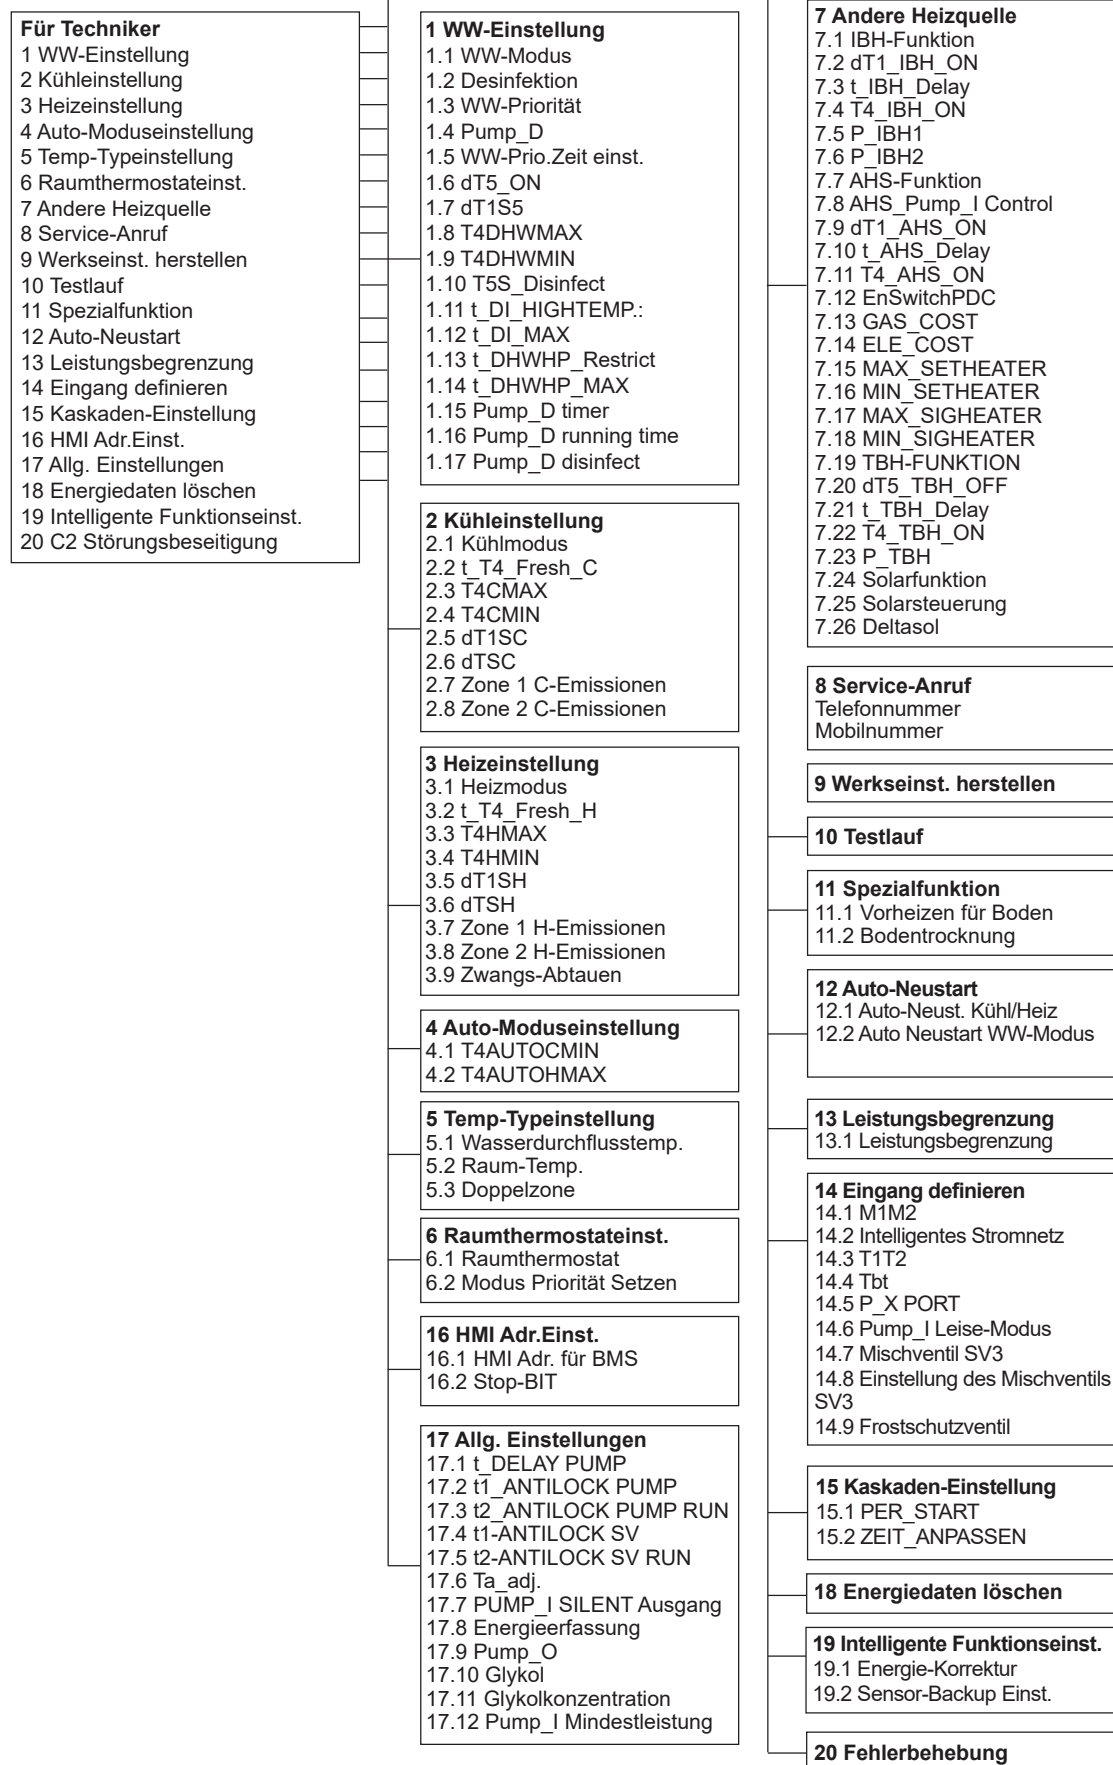 Für Techniker
1 WW-Einstellung
2 Kühleinstellung
3 Heizeinstellung
4 Auto-Moduseinstellung
5 Temp-Typeinstellung
6 Raumthermostateinst.
7 Andere Heizquelle
8 Service-Anruf
9 Werkseinst. herstellen
10 Testlauf
11 Spezialfunktion
12 Auto-Neustart
13 Leistungsbegrenzung
14 Eingang definieren
15 Kaskaden-Einstellung
16 HMI Adr.Einst.
17 Allg. Einstellungen
18 Energiedaten löschen
19 Intelligente Funktionseinst.
20 C2 Störungsbeseitigung
1 WW-Einstellung
1.1 WW-Modus
1.2 Desinfektion
1.3 WW-Priorität
1.4 Pump_D
1.5 WW-Prio.Zeit einst.
1.6 dT5_ON
1.7 dT1S5
1.8 T4DHWMAX
1.9 T4DHWMIN
1.10 T5S_Disinfect
1.11 t_DI_HIGHTEMP.:
1.12 t_DI_MAX
1.13 t_DHWHP_Restrict
1.14 t_DHWHP_MAX
1.15 Pump_D timer
1.16 Pump_D running time
1.17 Pump_D disinfect
2 Kühleinstellung
2.1 Kühlmodus
2.2 t_T4_Fresh_C
2.3 T4CMAX
2.4 T4CMIN
2.5 dT1SC
2.6 dTSC
2.7 Zone 1 C-Emissionen
2.8 Zone 2 C-Emissionen
3 Heizeinstellung
3.1 Heizmodus
3.2 t_T4_Fresh_H
3.3 T4HMAX
3.4 T4HMIN
3.5 dT1SH
3.6 dTSH
3.7 Zone 1 H-Emissionen
3.8 Zone 2 H-Emissionen
3.9 Zwangs-Abtauen
4 Auto-Moduseinstellung
4.1 T4AUTOCMIN
4.2 T4AUTOHMAX
5 Temp-Typeinstellung
5.1 Wasserdurchflusstemp.
5.2 Raum-Temp.
5.3 Doppelzone
6 Raumthermostateinst.
6.1 Raumthermostat
6.2 Modus Priorität Setzen
16 HMI Adr.Einst.
16.1 HMI Adr. für BMS
16.2 Stop-BIT
17 Allg. Einstellungen
17.1 t_DELAY PUMP
17.2 t1_ANTILOCK PUMP
17.3 t2_ANTILOCK PUMP RUN
17.4 t1-ANTILOCK SV
17.5 t2-ANTILOCK SV RUN
17.6 Ta_adj.
17.7 PUMP_I SILENT Ausgang
17.8 Energieerfassung
17.9 Pump_O
17.10 Glykol
17.11 Glykolkonzentration
17.12 Pump_I Mindestleistung
7 Andere Heizquelle
7.1 IBH-Funktion
7.2 dT1_IBH_ON
7.3 t_IBH_Delay
7.4 T4_IBH_ON
7.5 P_IBH1
7.6 P_IBH2
7.7 AHS-Funktion
7.8 AHS_Pump_I Control
7.9 dT1_AHS_ON
7.10 t_AHS_Delay
7.11 T4_AHS_ON
7.12 EnSwitchPDC
7.13 GAS_COST
7.14 ELE_COST
7.15 MAX_SETHEATER
7.16 MIN_SETHEATER
7.17 MAX_SIGHEATER
7.18 MIN_SIGHEATER
7.19 TBH-FUNKTION
7.20 dT5_TBH_OFF
7.21 t_TBH_Delay
7.22 T4_TBH_ON
7.23 P_TBH
7.24 Solarfunktion
7.25 Solarsteuerung
7.26 Deltasol
8 Service-Anruf
Telefonnummer
Mobilnummer
9 Werkseinst. herstellen
10 Testlauf
11 Spezialfunktion
11.1 Vorheizen für Boden
11.2 Bodentrocknung
12 Auto-Neustart
12.1 Auto-Neust. Kühl/Heiz
12.2 Auto Neustart WW-Modus
13 Leistungsbegrenzung
13.1 Leistungsbegrenzung
14 Eingang definieren
14.1 M1M2
14.2 Intelligentes Stromnetz
14.3 T1T2
14.4 Tbt
14.5 P_X PORT
14.6 Pump_I Leise-Modus
14.7 Mischventil SV3
14.8 Einstellung des Mischventils
SV3
14.9 Frostschutzventil
15 Kaskaden-Einstellung
15.1 PER_START
15.2 ZEIT_ANPASSEN
18 Energiedaten löschen
19 Intelligente Funktionseinst.
19.1 Energie-Korrektur
19.2 Sensor-Backup Einst.
20 Fehlerbehebung